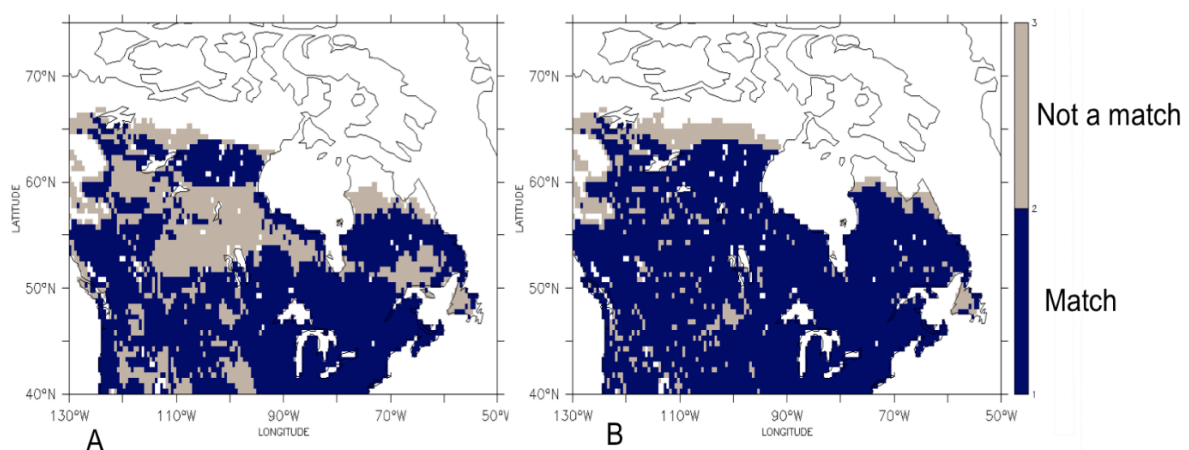 70°N
60°N
50°N
40°N
LATITUDE
130°W
110°W
90°W
70°W
50°W
LONGITUDE
A
70°N
60°N
50°N
40°N
LATITUDE
130°W
110°W
90°W
70°W
50°W
LONGITUDE
B
3
Not a match
2
Match
1